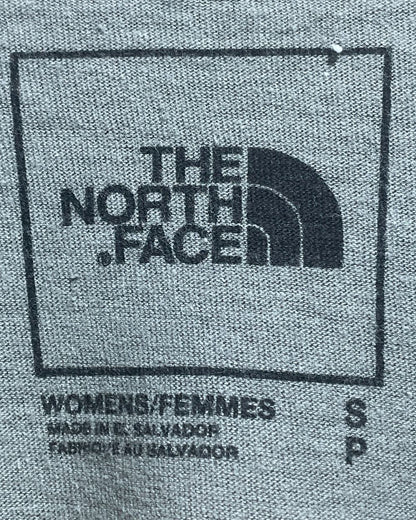 THE
NORTH
FACE®
WOMENS/FEMMES S
MADE IN EL SALVADOR P
FABRIQUÉ AU SALVADOR